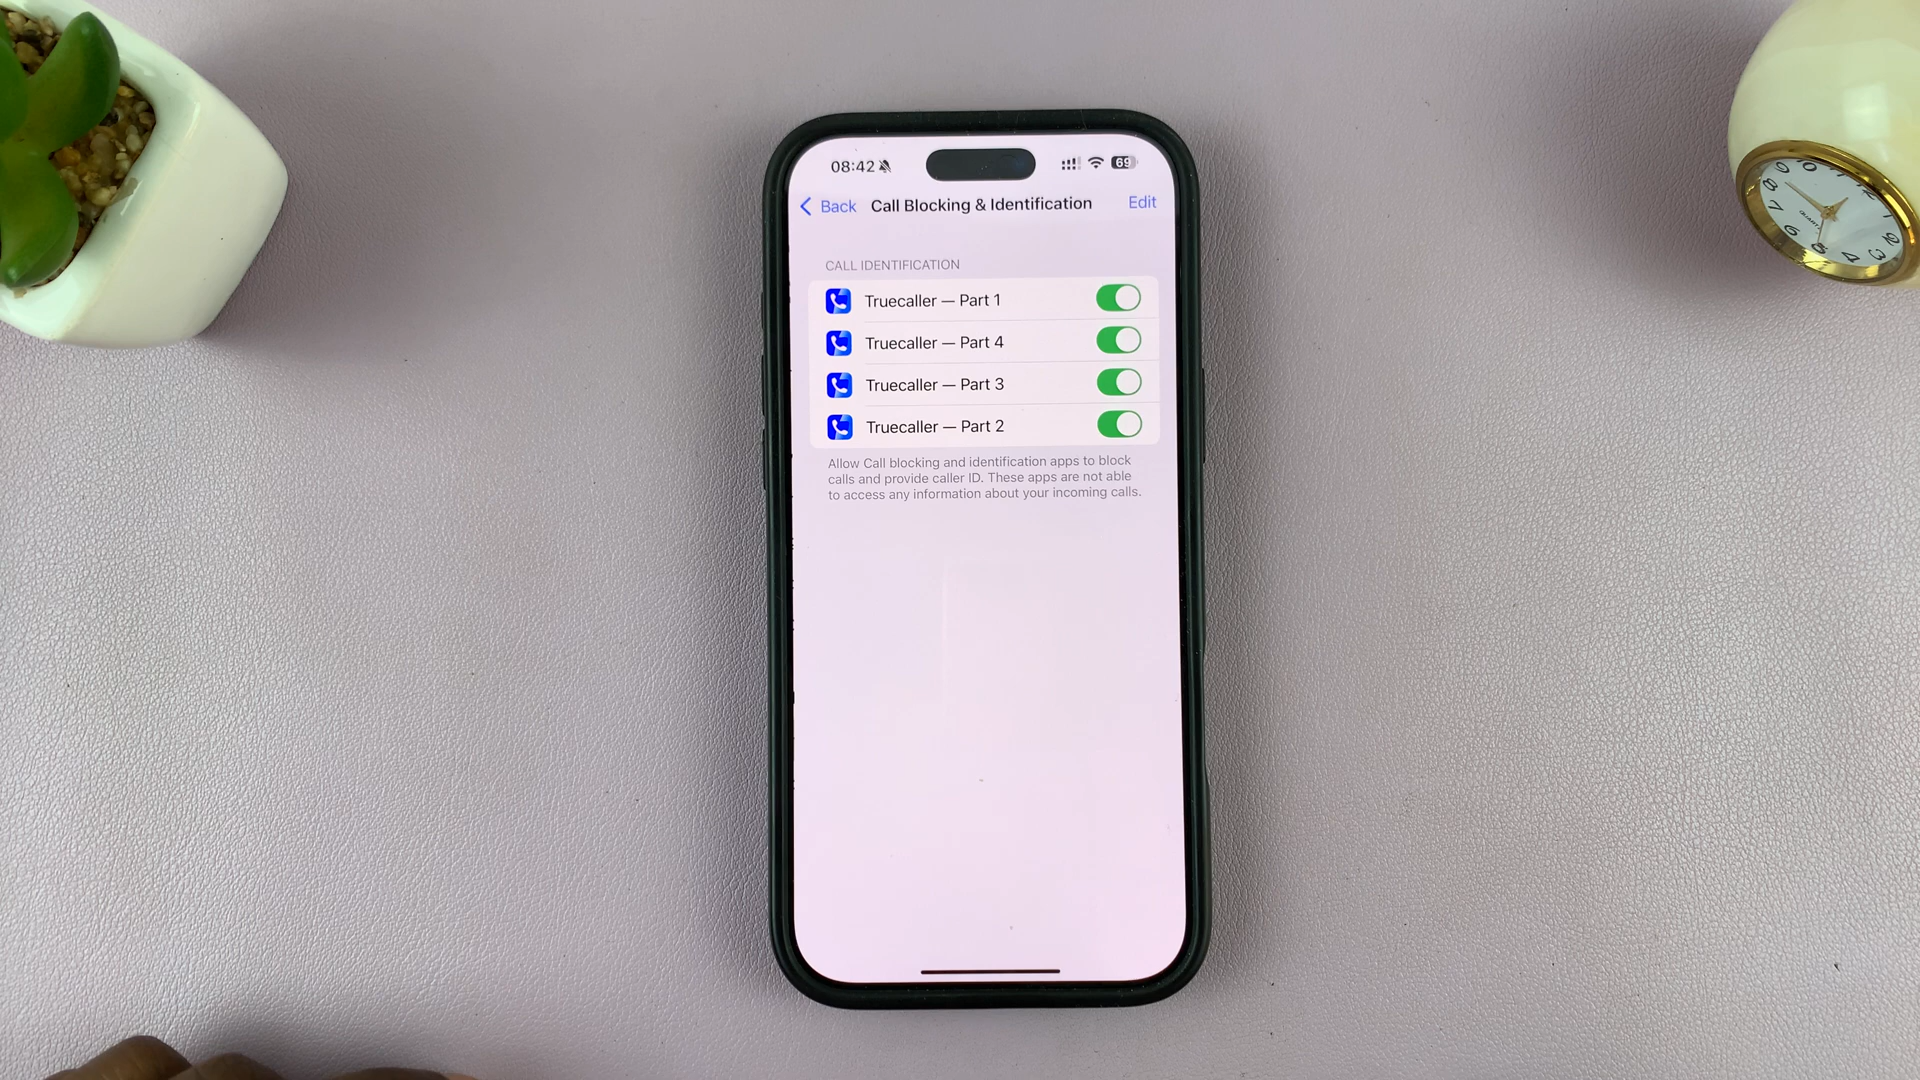 08:42
69
Back Call Blocking & Identification Edit
CALL IDENTIFICATION
Truecaller — Part 1
Truecaller — Part 4
Truecaller — Part 3
Truecaller — Part 2
Allow Call blocking and identification apps to block
calls and provide caller ID. These apps are not able
to access any information about your incoming calls.